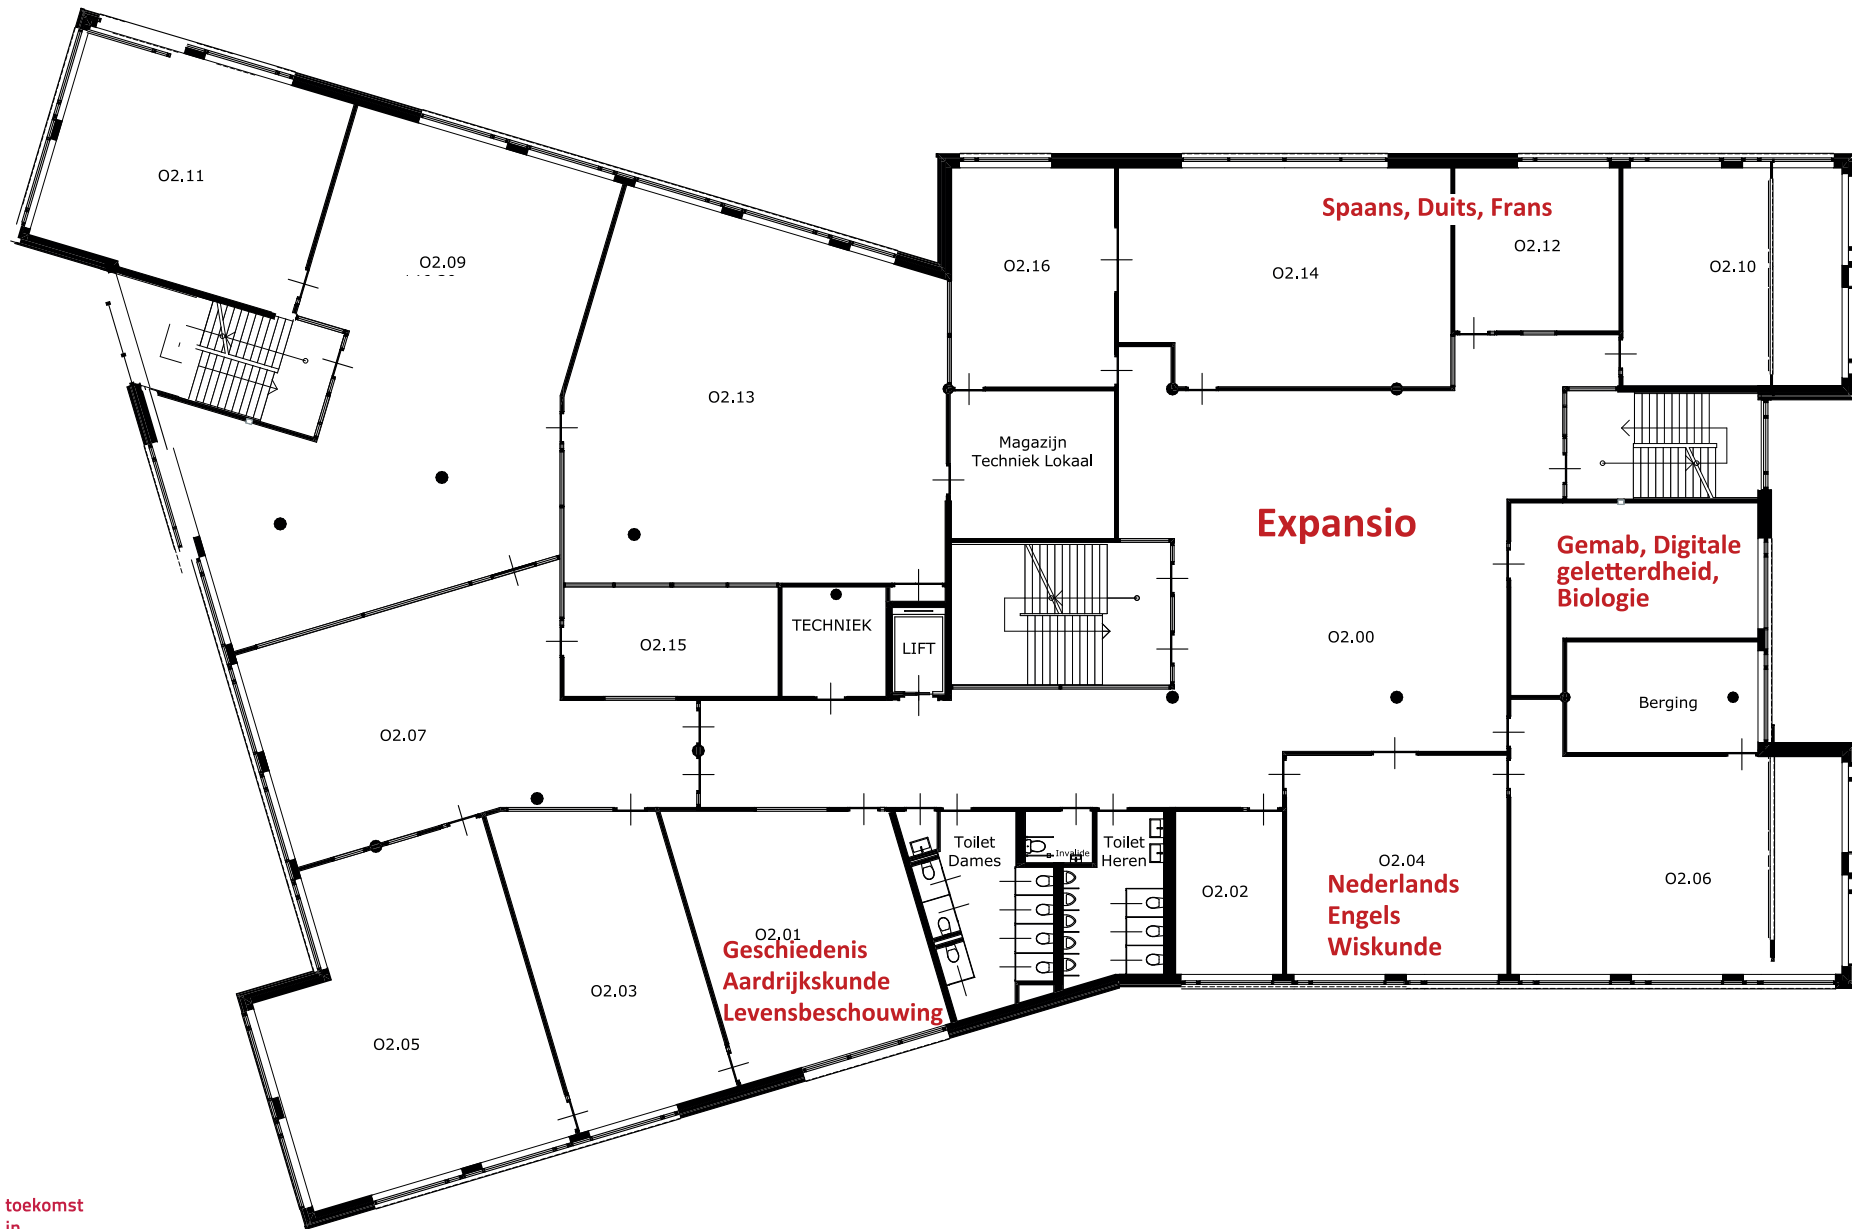 O2.11
O2.09
O2.13
O2.16
O2.14
Spaans, Duits, Frans
O2.12
O2.10
Magazijn
Techniek Lokaal
Expansio
Gemab, Digitale
geletterdheid,
Biologie
O2.00
O2.15
TECHNIEK
LIFT
Berging
O2.07
Toilet
Dames
Invalide
Toilet
Heren
O2.02
O2.04
Nederlands
Engels
Wiskunde
O2.06
O2.01
Geschiedenis
Aardrijkskunde
Levensbeschouwing
O2.03
O2.05
toekomst
in